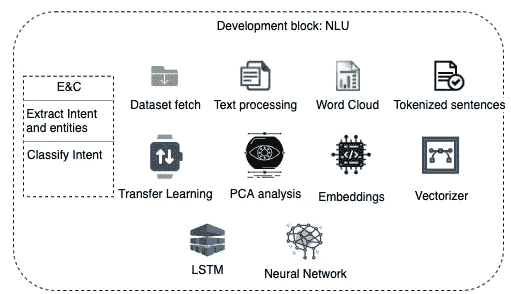 Development block: NLU
E&C
Extract Intent
and entities
Classify Intent
Dataset fetch
Text processing
Word Cloud
Tokenized sentences
Transfer Learning
PCA analysis
Embeddings
Vectorizer
LSTM
Neural Network